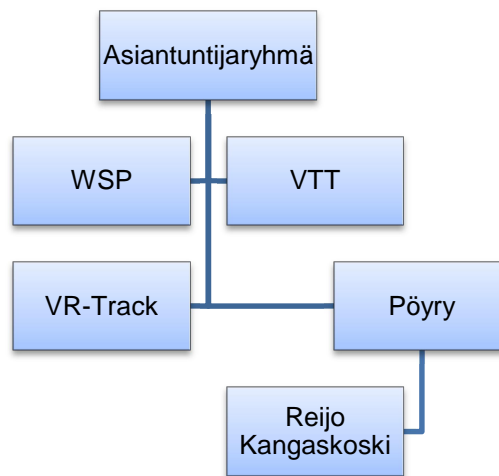 Asiantuntijaryhmä
WSP
VTT
VR-Track
Pöyry
Reijo
Kangaskoski